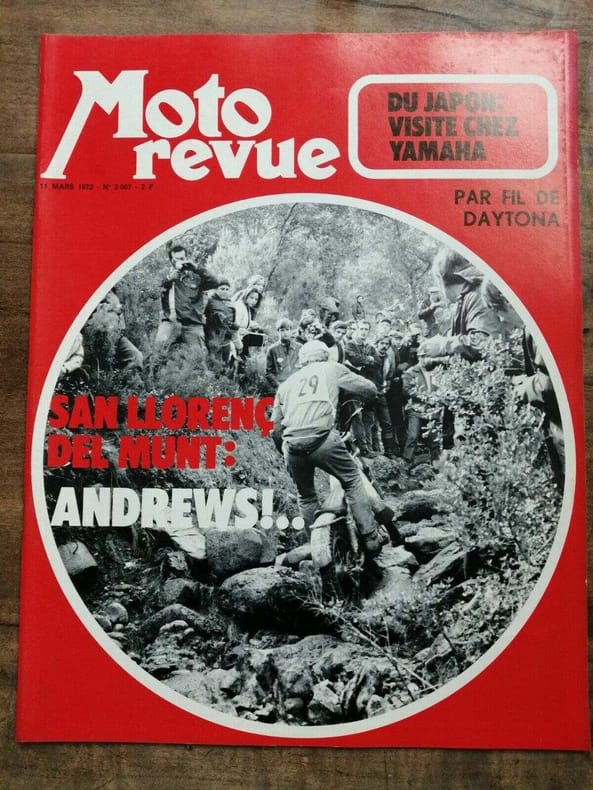 Moto
revue
DU JAPON:
VISITE CHEZ
YAMAHA
11 MARS 1972 - N° 2 067 - 2 F
PAR FIL DE
DAYTONA
29
SAN LLORENÇ
DEL MUNT:
ANDREWS!..